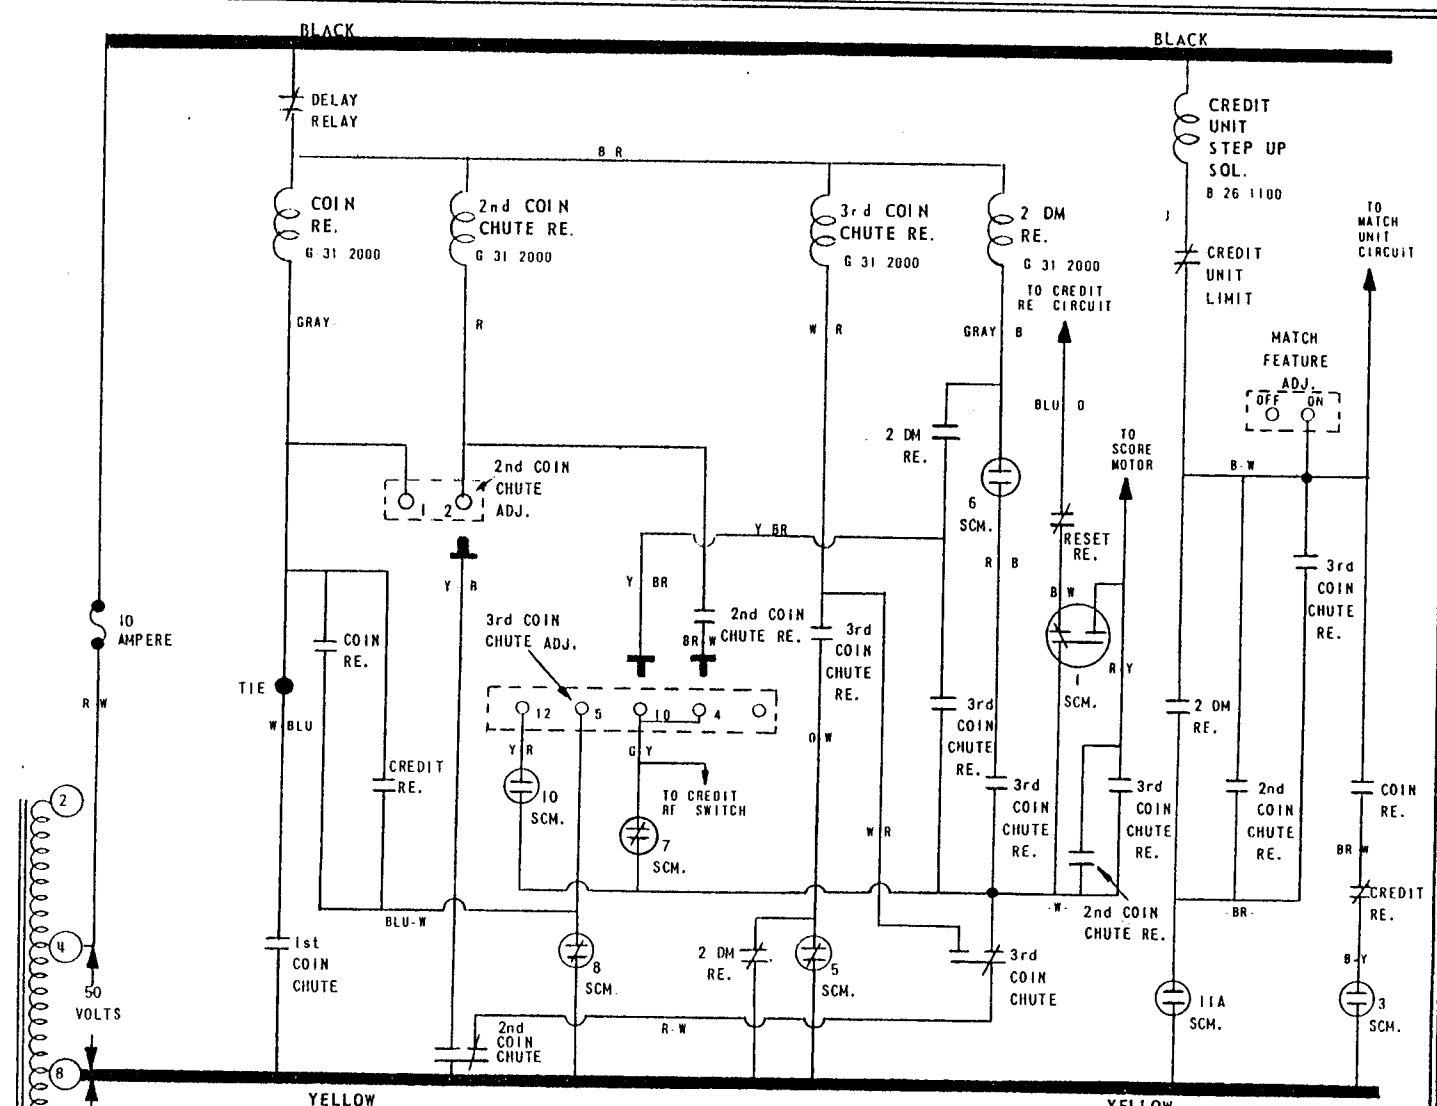 BLACK
BLACK
DELAY
RELAY
B R
CREDIT
UNIT
STEP UP
SOL.
B 26 1100
COIN
RE.
G 31 2000
2nd COIN
CHUTE RE.
G 31 2000
3rd COIN
CHUTE RE.
G 31 2000
2 DM
RE.
G 31 2000
TO
MATCH
UNIT
CIRCUIT
J
CREDIT
UNIT
LIMIT
TO CREDIT
RE CIRCUIT
GRAY
R
W R
GRAY B
MATCH
FEATURE
ADJ.
OFF ON
BLU O
2 DM
RE.
TO
SCORE
MOTOR
B-W
2nd COIN
CHUTE
ADJ.
1 2
6
SCM.
Y BR
RESET
RE.
R B
Y R
Y BR
B W
3rd
COIN
CHUTE
RE.
10
AMPERE
COIN
RE.
3rd COIN
CHUTE ADJ.
2nd COIN
CHUTE RE.
BR-W
3rd
COIN
CHUTE
RE.
R Y
1
SCM.
TIE
R-W
W-BLU
12 5 10 4
3rd
COIN
CHUTE
RE.
2 DM
RE.
Y R
G Y
O-W
CREDIT
RE.
10
SCM.
TO CREDIT
RF SWITCH
3rd
COIN
CHUTE
RE.
3rd
COIN
CHUTE
RE.
2nd
COIN
CHUTE
RE.
COIN
RE.
2
7
SCM.
W R
BR W
CREDIT
RE.
BLU-W
-W-
2nd COIN
CHUTE RE.
-BR-
4
1st
COIN
CHUTE
8
SCM.
2 DM
RE.
5
SCM.
3rd
COIN
CHUTE
B-Y
50
VOLTS
11A
SCM.
3
SCM.
R-W
2nd
COIN
CHUTE
8
YELLOW
YELLOW